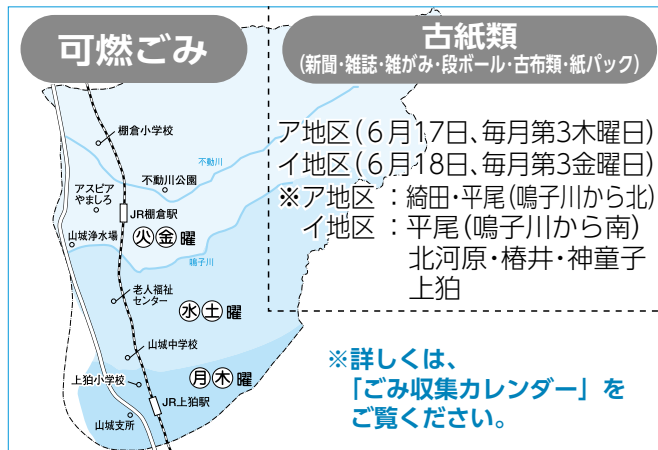 可燃ごみ
古紙類
(新聞・雑誌・雑がみ・段ボール・古布類・紙パック)
ア地区(6月17日、毎月第3木曜日)
イ地区(6月18日、毎月第3金曜日)
※ア地区：綺田・平尾(鳴子川から北)
イ地区：平尾(鳴子川から南)
北河原・椿井・神童子
上狛
棚倉小学校
不動川
不動川公園
アスピア
やましろ
JR棚倉駅
山城浄水場
火金曜
鳴子川
老人福祉
センター
水土曜
山城中学校
上狛小学校
月木曜
JR上狛駅
山城支所
※詳しくは、
「ごみ収集カレンダー」を
ご覧ください。